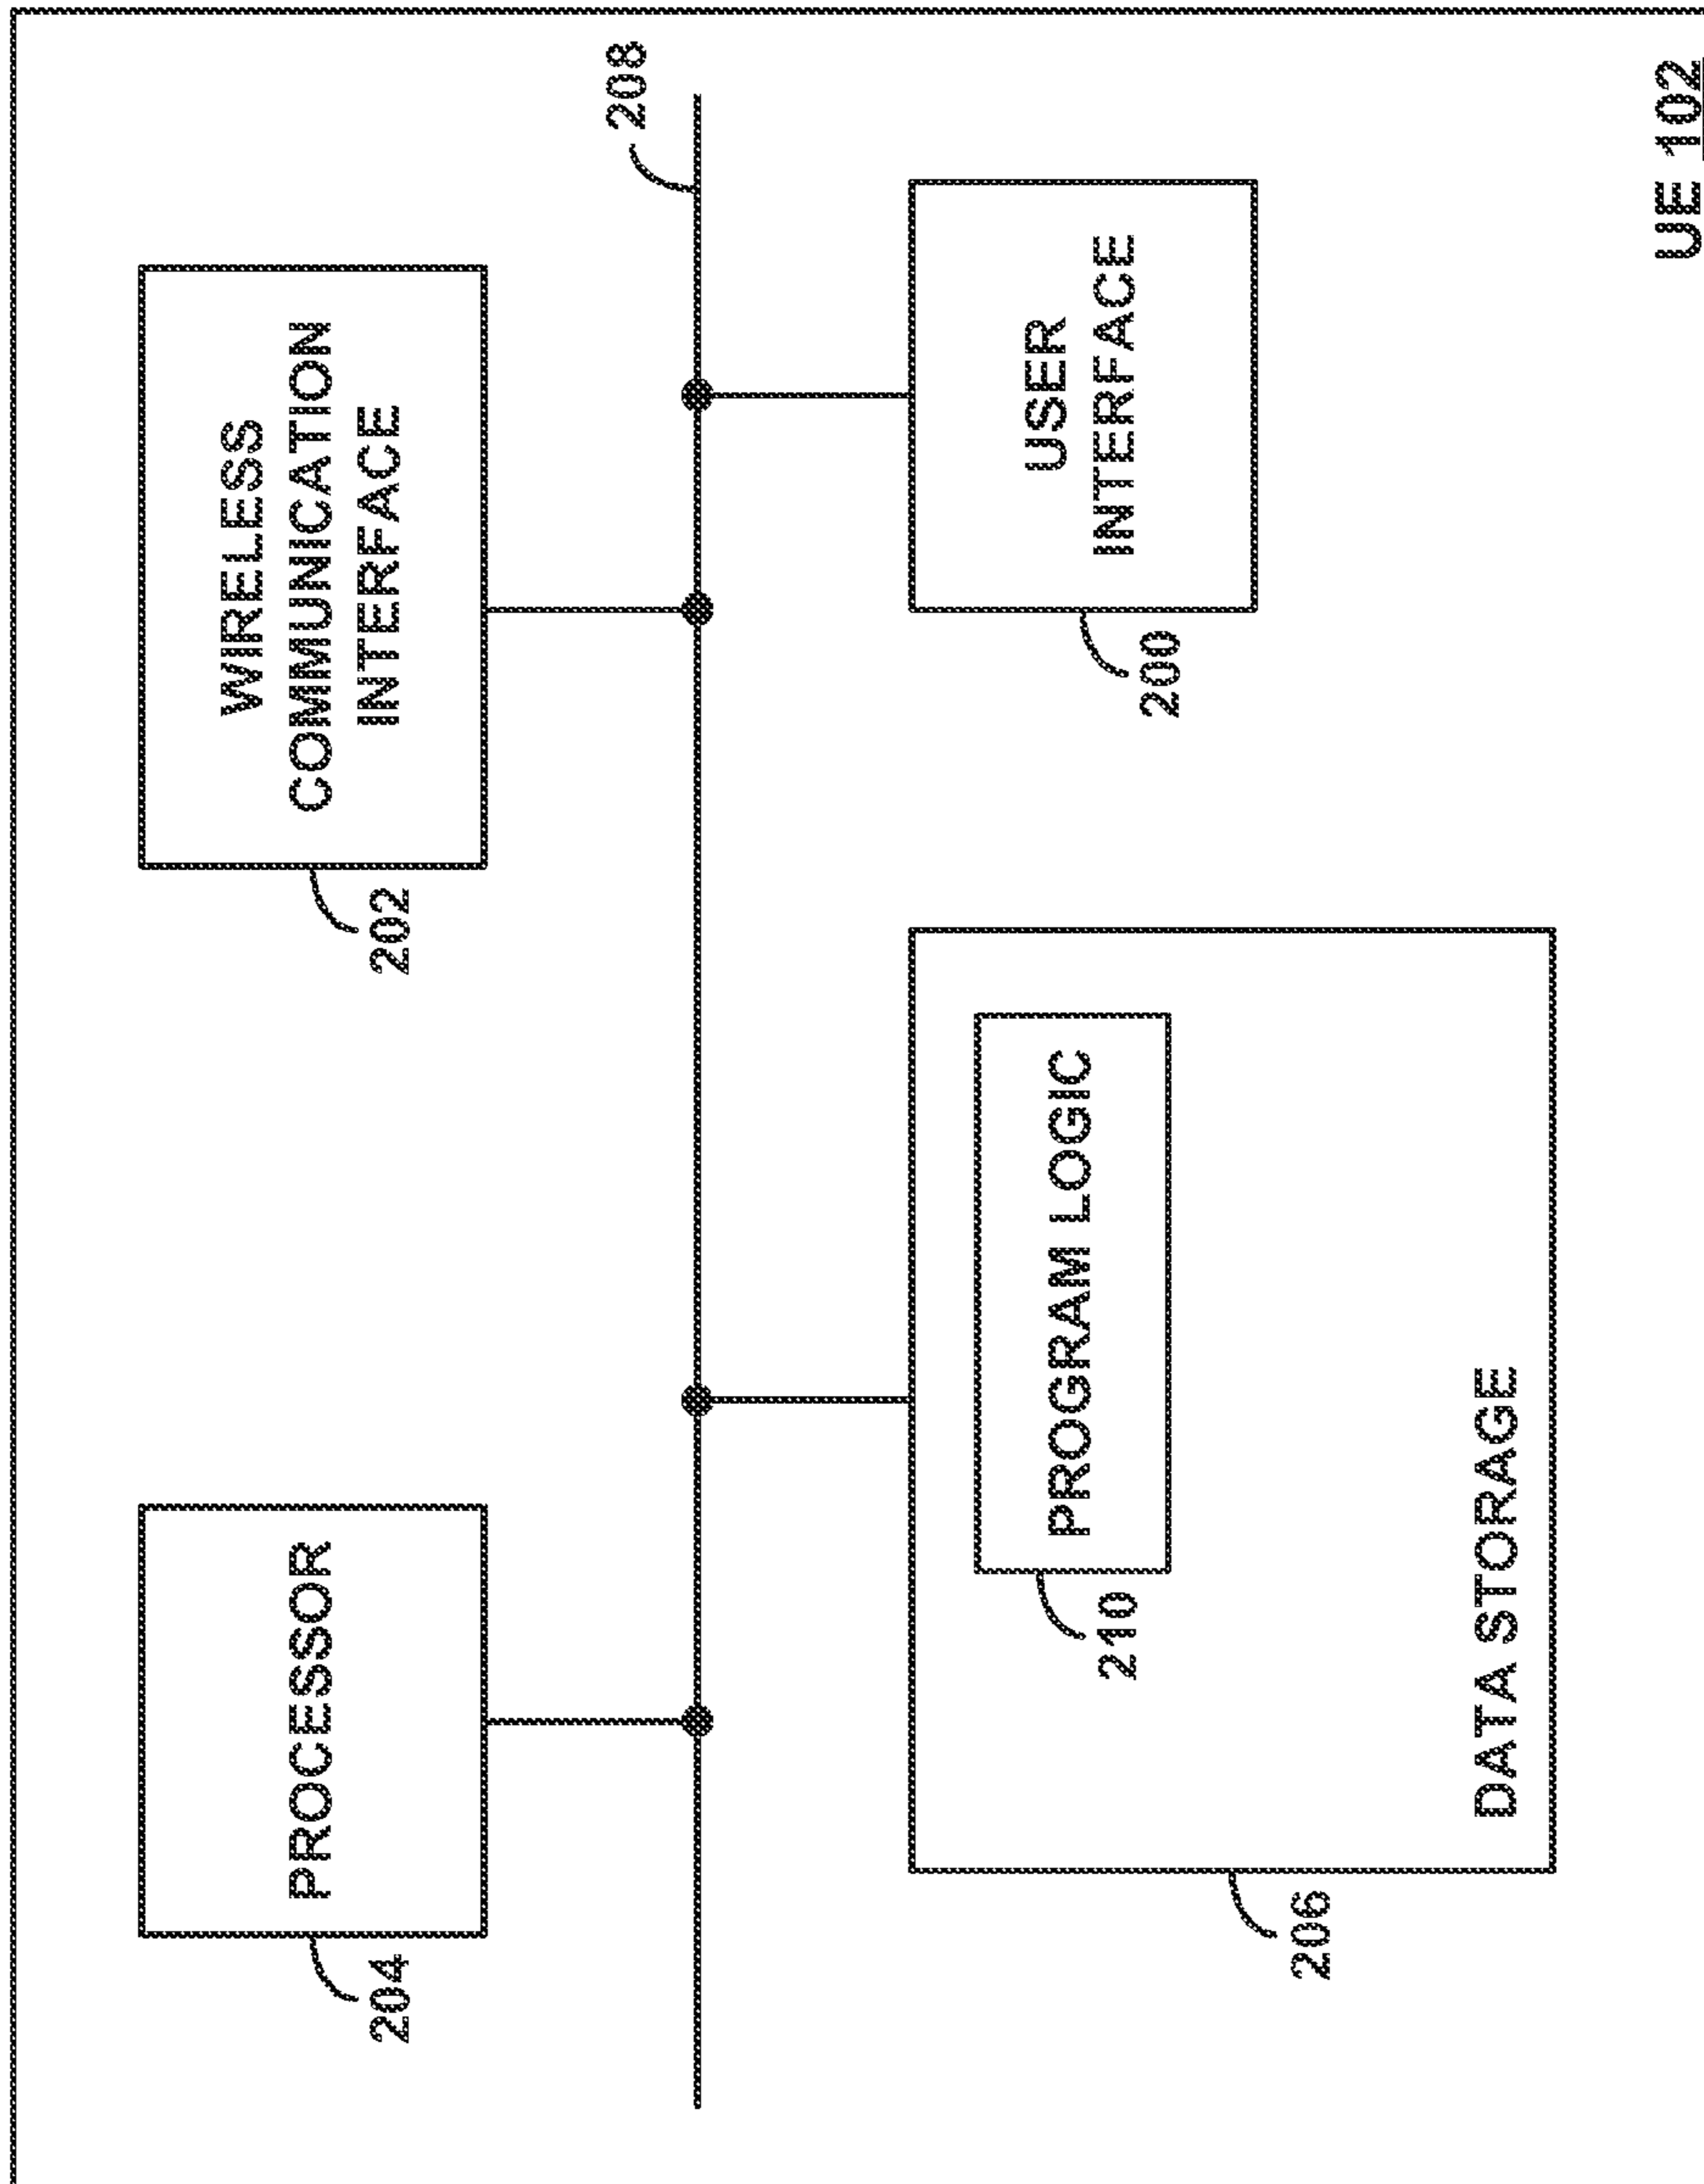 204
PROCESSOR
202
WIRELESS
COMMUNICATION
INTERFACE
208
206
210
PROGRAM LOGIC
DATA STORAGE
200
USER
INTERFACE
UE 102